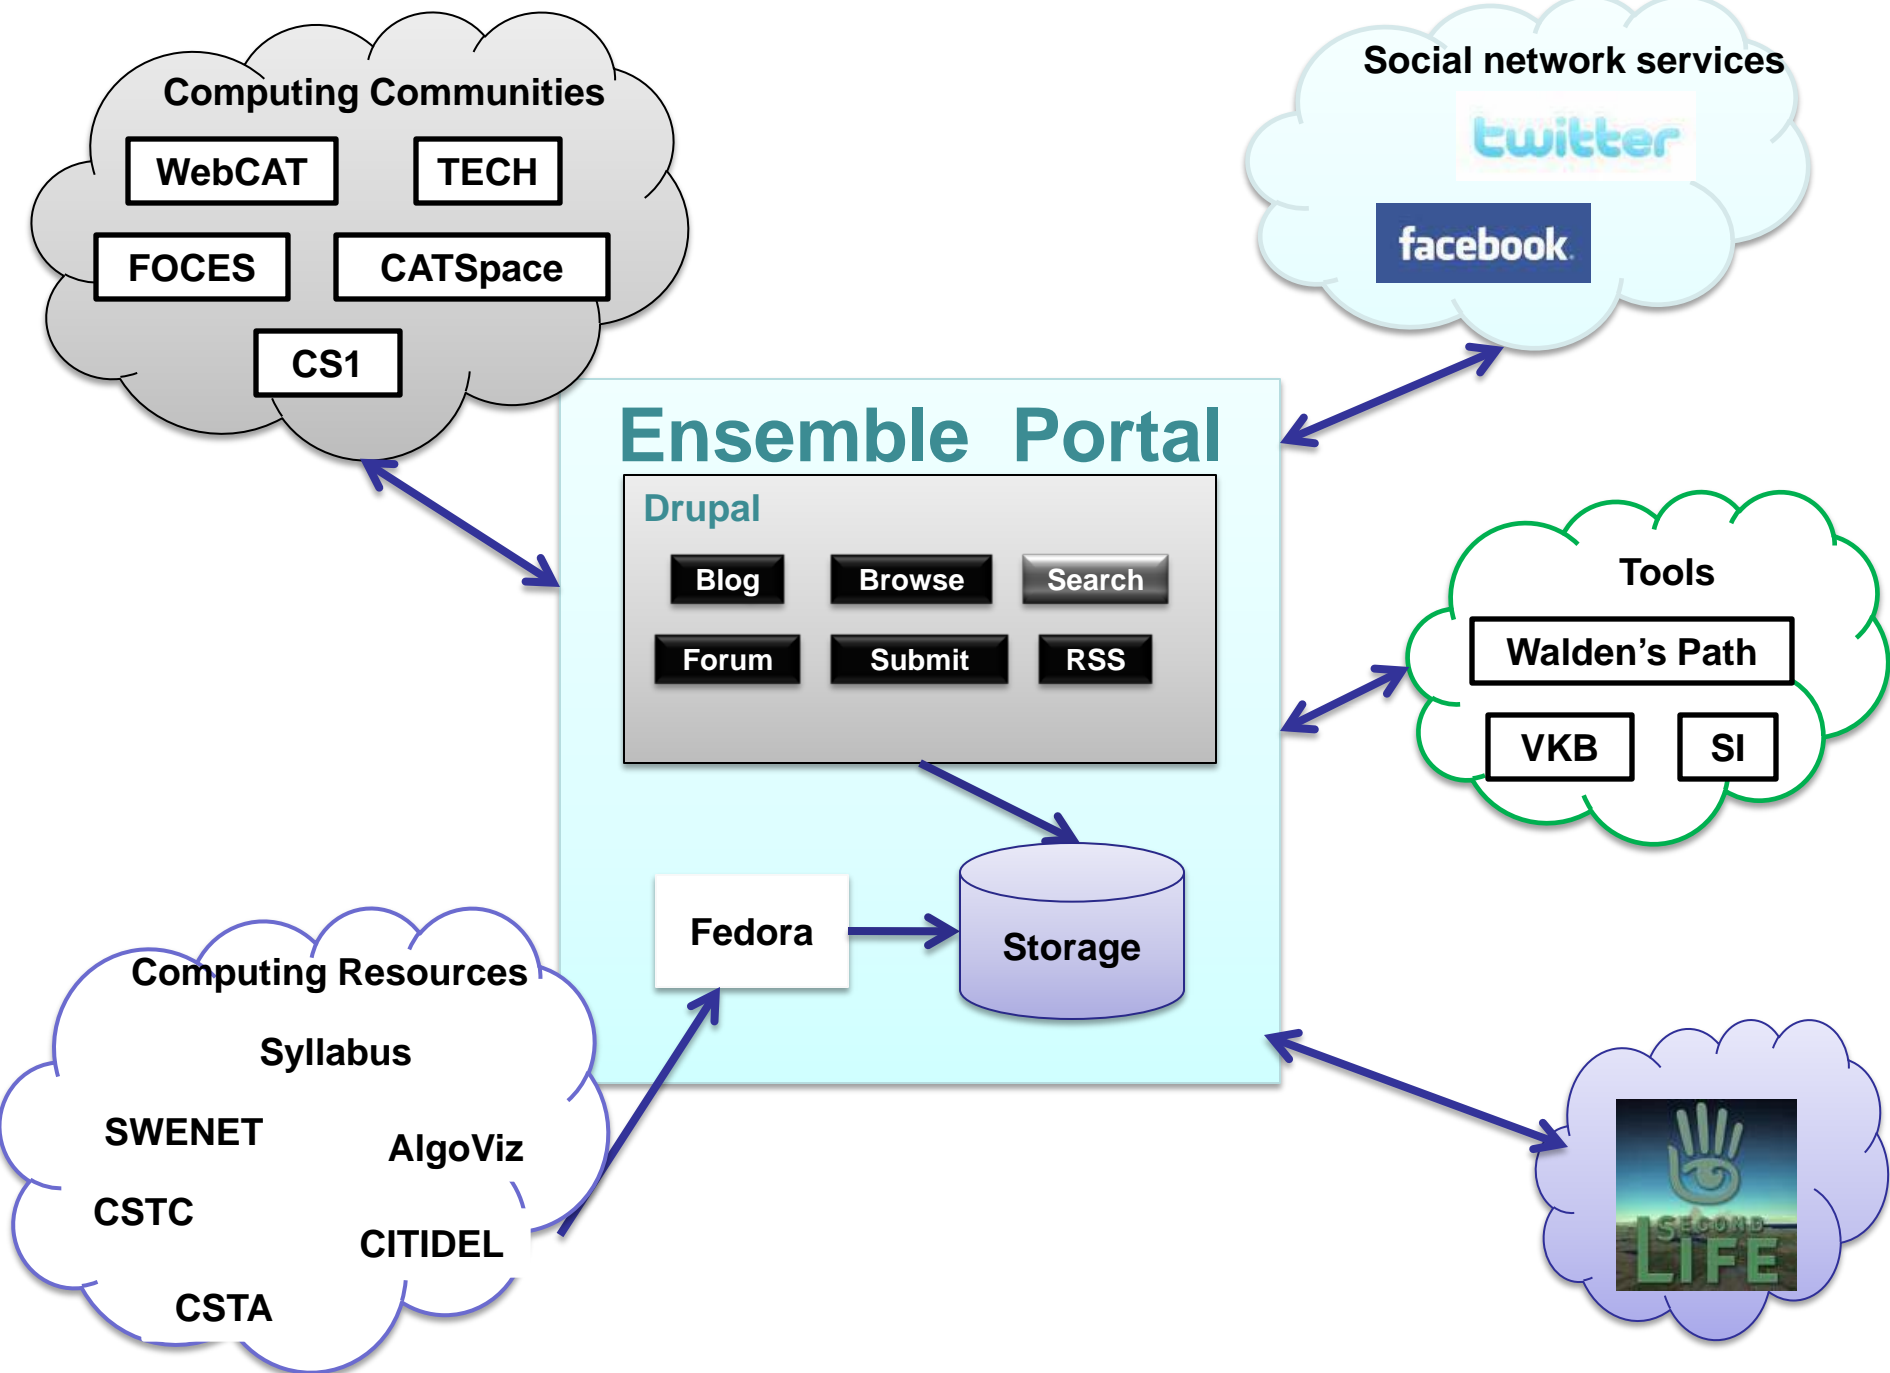 Computing Communities
WebCAT
TECH
FOCES
CATSpace
CS1
Social network services
twitter
facebook.
Ensemble Portal
Drupal
Blog
Browse
Search
Forum
Submit
RSS
Tools
Walden’s Path
VKB
SI
Fedora
Storage
Computing Resources
Syllabus
SWENET
AlgoViz
CSTC
CITIDEL
CSTA
SECOND
LIFE